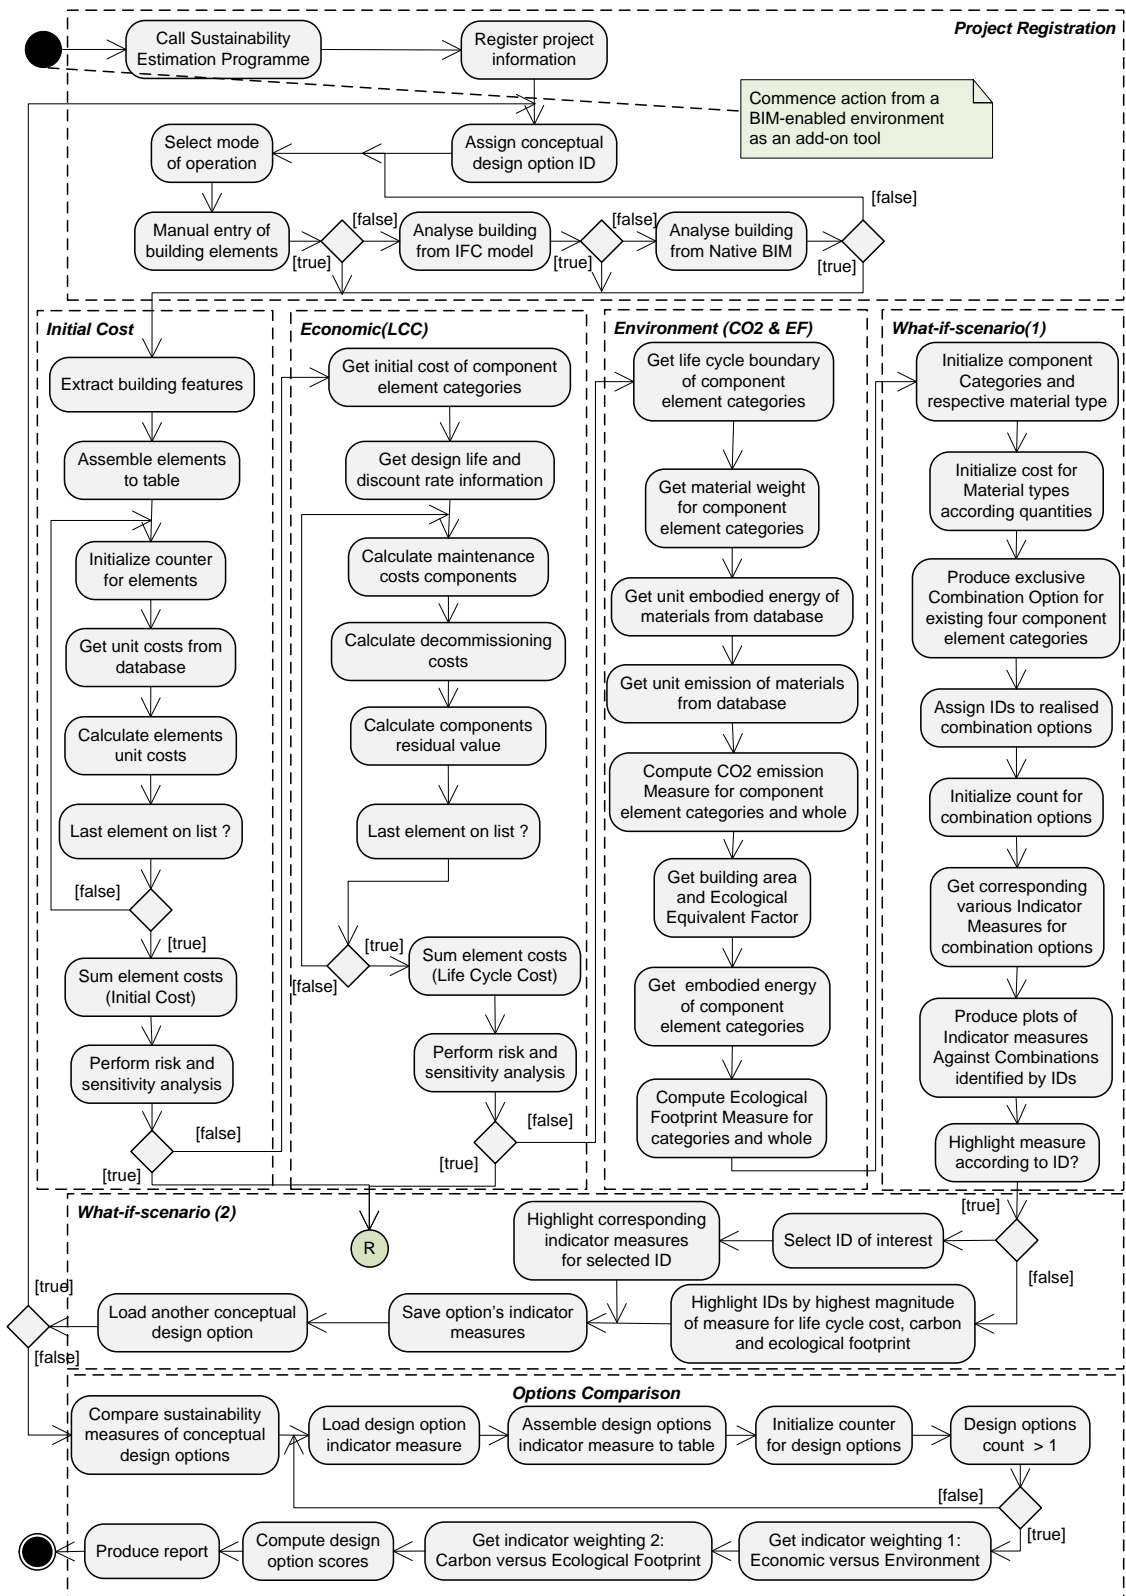 Project Registration
Call Sustainability
Estimation Programme
Register project
information
Commence action from a
BIM-enabled environment
as an add-on tool
Select mode
of operation
Assign conceptual
design option ID
[false]
Manual entry of
building elements
[false]
[true]
Analyse building
from IFC model
[false]
[true]
Analyse building
from Native BIM
[true]
Initial Cost
Extract building features
Assemble elements
to table
Initialize counter
for elements
Get unit costs from
database
Calculate elements
unit costs
Last element on list ?
[false]
[true]
Sum element costs
(Initial Cost)
Perform risk and
sensitivity analysis
[false]
[true]
Economic(LCC)
Get initial cost of component
element categories
Get design life and
discount rate information
Calculate maintenance
costs components
Calculate decommissioning
costs
Calculate components
residual value
Last element on list ?
[true]
[false]
Sum element costs
(Life Cycle Cost)
Perform risk and
sensitivity analysis
[false]
[true]
Environment (CO2 & EF)
Get life cycle boundary
of component
element categories
Get material weight
for component
element categories
Get unit embodied energy of
materials from database
Get unit emission of materials
from database
Compute CO2 emission
Measure for component
element categories and whole
Get building area
and Ecological
Equivalent Factor
Get embodied energy
of component
element categories
Compute Ecological
Footprint Measure for
categories and whole
What-if-scenario(1)
Initialize component
Categories and
respective material type
Initialize cost for
Material types
according quantities
Produce exclusive
Combination Option for
existing four component
element categories
Assign IDs to realised
combination options
Initialize count for
combination options
Get corresponding
various Indicator
Measures for
combination options
Produce plots of
Indicator measures
Against Combinations
identified by IDs
Highlight measure
according to ID?
What-if-scenario (2)
[true]
R
Highlight corresponding
indicator measures
for selected ID
Select ID of interest
[false]
[true]
Load another conceptual
design option
Save option's indicator
measures
Highlight IDs by highest magnitude
of measure for life cycle cost, carbon
and ecological footprint
[false]
Options Comparison
Compare sustainability
measures of conceptual
design options
Load design option
indicator measure
Assemble design options
indicator measure to table
Initialize counter
for design options
Design options
count > 1
[false]
[true]
Produce report
Compute design
option scores
Get indicator weighting 2:
Carbon versus Ecological Footprint
Get indicator weighting 1:
Economic versus Environment